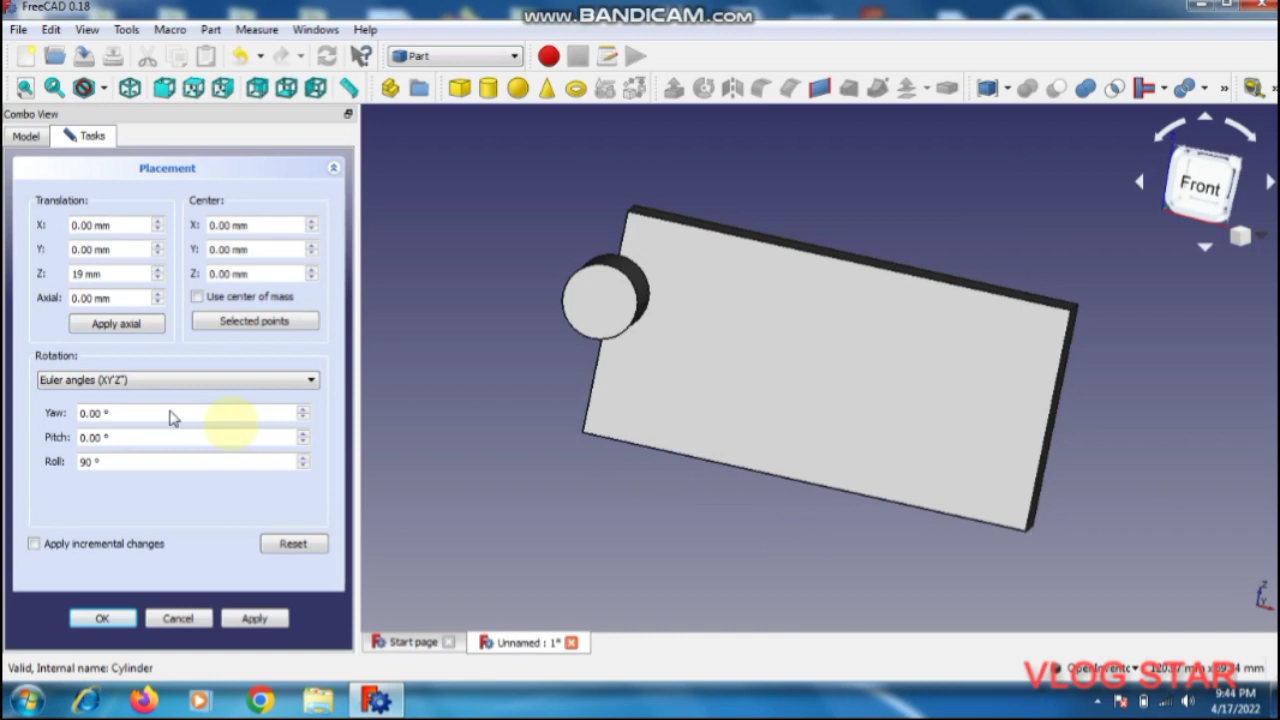 FreeCAD 0.18
www.BANDICAM.com
File Edit View Tools Macro Part Measure Windows Help
Part
Combo View
Model Tasks
Placement
Translation: Center:
X: 0.00 mm X: 0.00 mm
Y: 0.00 mm Y: 0.00 mm
Z: 19 mm Z: 0.00 mm
Axial: 0.00 mm Use center of mass
Apply axial Selected points
Rotation:
Euler angles (XY'Z")
Yaw: 0.00 °
Pitch: 0.00 °
Roll: 90 °
Apply incremental changes Reset
OK Cancel Apply
Front
Z
Y
Start page Unnamed : 1*
Valid, Internal name: Cylinder
VLOG STAR
9:44 PM
4/17/2022